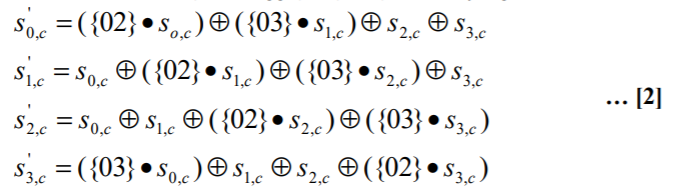 s'₀,c = ({02} • sₒ,c) ⊕ ({03} • s₁,c) ⊕ s₂,c ⊕ s₃,c
s'₁,c = s₀,c ⊕ ({02} • s₁,c) ⊕ ({03} • s₂,c) ⊕ s₃,c
... [2]
s'₂,c = s₀,c ⊕ s₁,c ⊕ ({02} • s₂,c) ⊕ ({03} • s₃,c)
s'₃,c = ({03} • s₀,c) ⊕ s₁,c ⊕ s₂,c ⊕ ({02} • s₃,c)